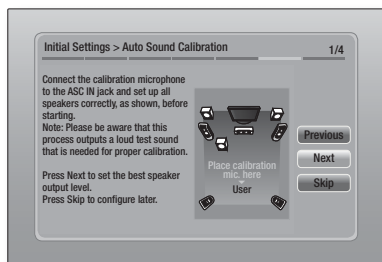 Initial Settings > Auto Sound Calibration
1/4
Connect the calibration microphone
to the ASC IN jack and set up all
speakers correctly, as shown, before
starting.
Note: Please be aware that this
process outputs a loud test sound
that is needed for proper calibration.
Press Next to set the best speaker
output level.
Press Skip to configure later.
Place calibration
mic. here
User
Previous
Next
Skip